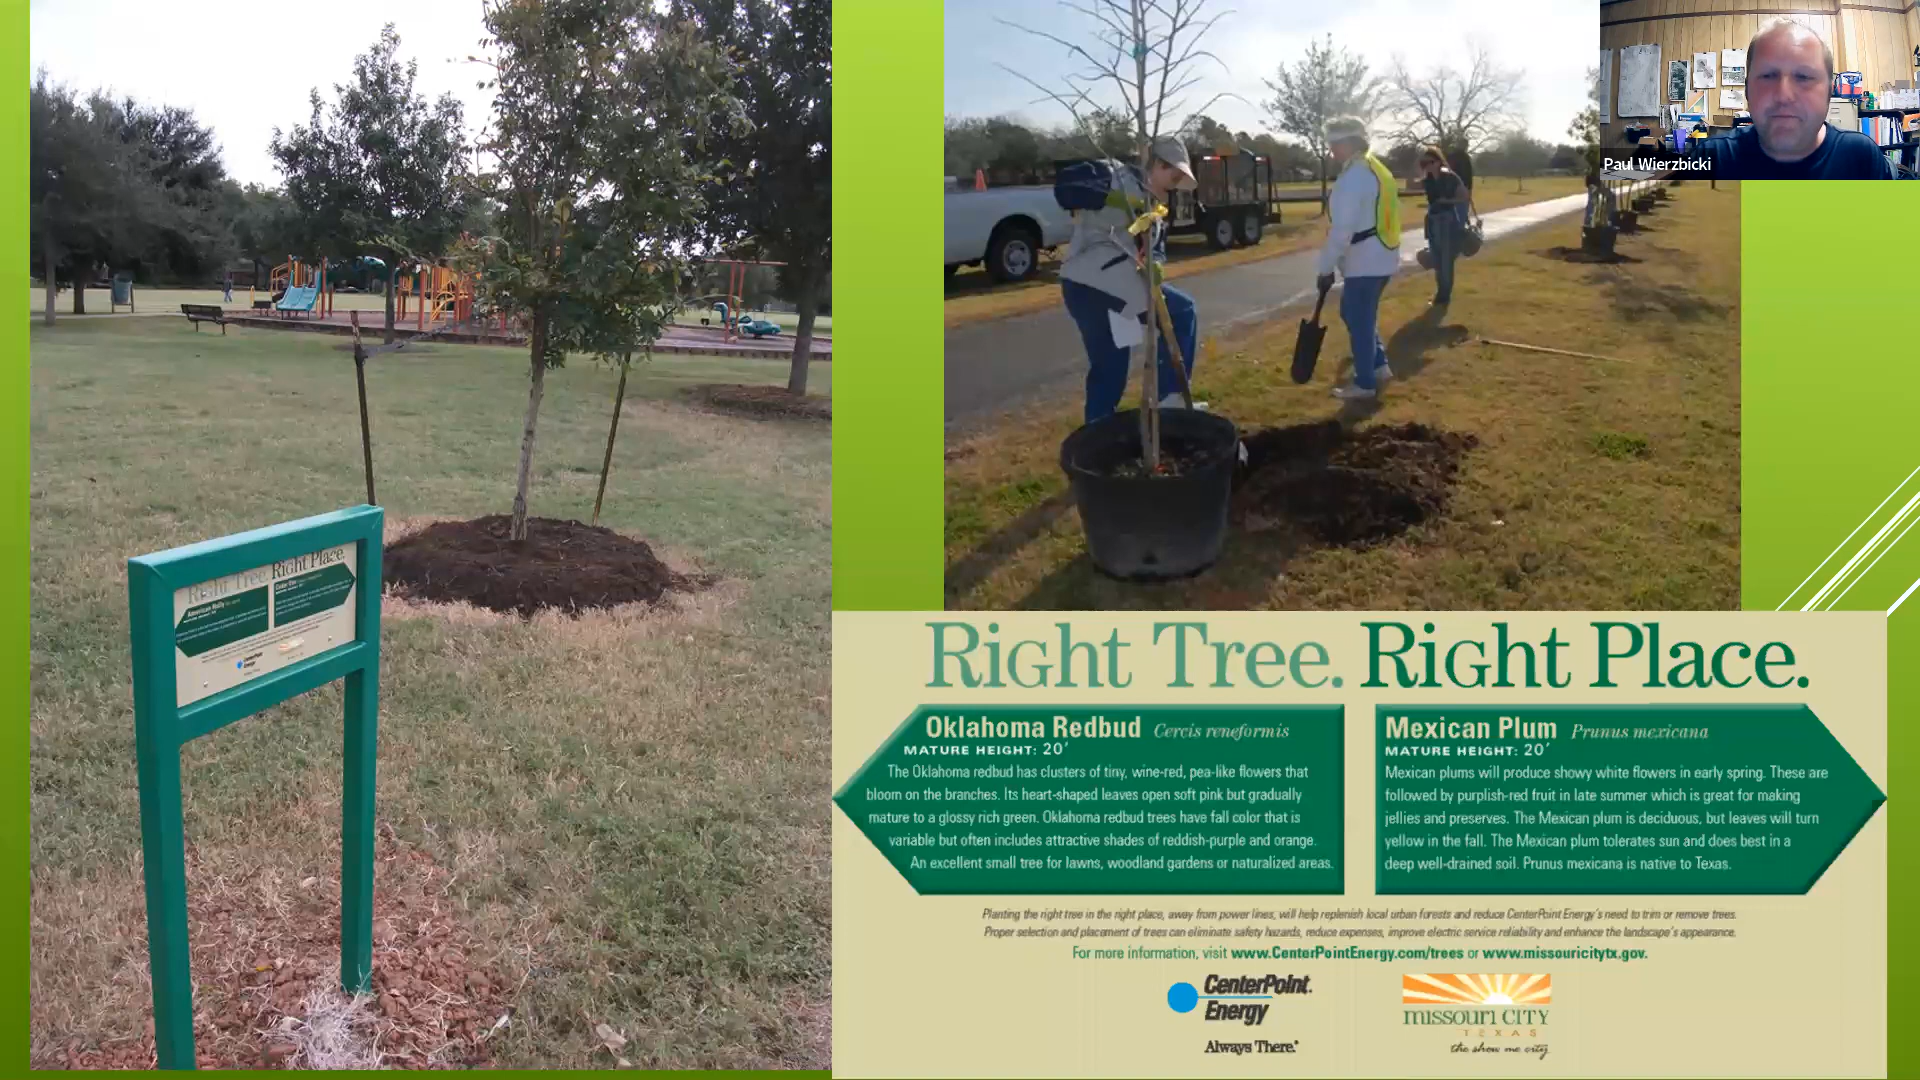 Paul Wierzbicki
Right Tree. Right Place.
American Holly
Right Tree. Right Place.
Oklahoma Redbud Cercis reneformis
MATURE HEIGHT: 20'
The Oklahoma redbud has clusters of tiny, wine-red, pea-like flowers that
bloom on the branches. Its heart-shaped leaves open soft pink but gradually
mature to a glossy rich green. Oklahoma redbud trees have fall color that is
variable but often includes attractive shades of reddish-purple and orange.
An excellent small tree for lawns, woodland gardens or naturalized areas.
Mexican Plum Prunus mexicana
MATURE HEIGHT: 20'
Mexican plums will produce showy white flowers in early spring. These are
followed by purplish-red fruit in late summer which is great for making
jellies and preserves. The Mexican plum is deciduous, but leaves will turn
yellow in the fall. The Mexican plum tolerates sun and does best in a
deep well-drained soil. Prunus mexicana is native to Texas.
Planting the right tree in the right place, away from power lines, will help replenish local urban forests and reduce CenterPoint Energy's need to trim or remove trees.
Proper selection and placement of trees can eliminate safety hazards, reduce expenses, improve electric service reliability and enhance the landscape's appearance.
For more information, visit www.CenterPointEnergy.com/trees or www.missouricitytx.gov.
CenterPoint.
Energy
Always There.®
missouri CITY
TEXAS
the show me city